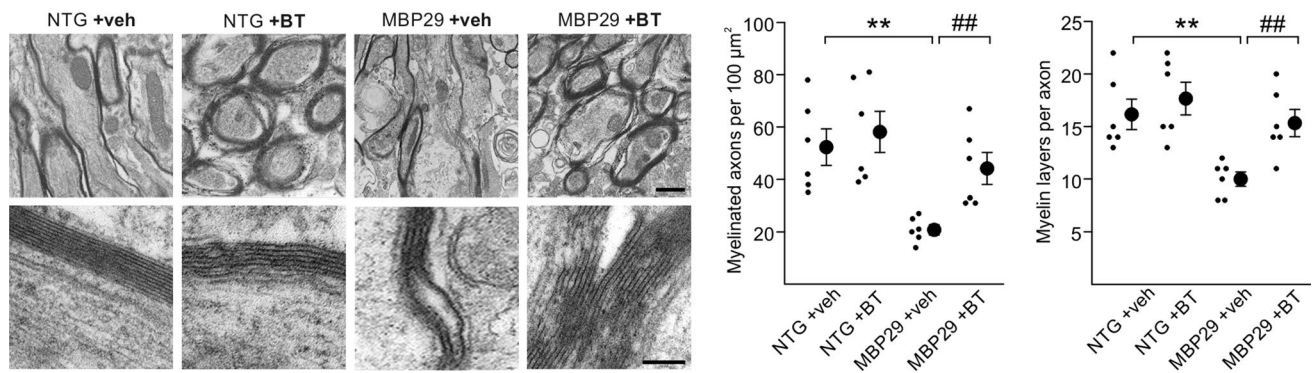 NTG +veh
NTG +BT
MBP29 +veh
MBP29 +BT
Myelinated axons per 100 µm²
80
60
40
20
** ##
NTG +veh
NTG +BT
MBP29 +veh
MBP29 +BT
Myelin layers per axon
25
20
15
10
5
** ##
NTG +veh
NTG +BT
MBP29 +veh
MBP29 +BT